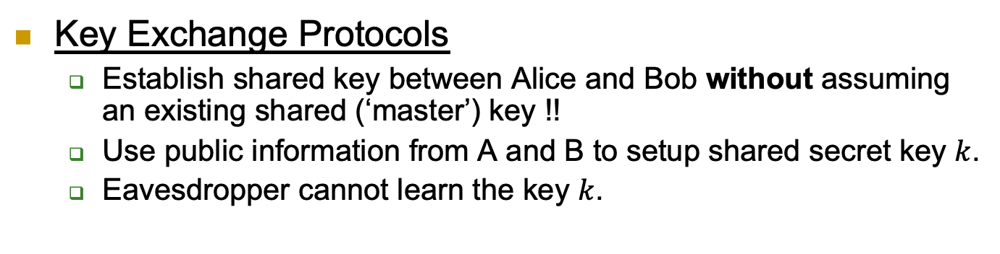 Key Exchange Protocols
Establish shared key between Alice and Bob without assuming
an existing shared (‘master’) key !!
Use public information from A and B to setup shared secret key k.
Eavesdropper cannot learn the key k.